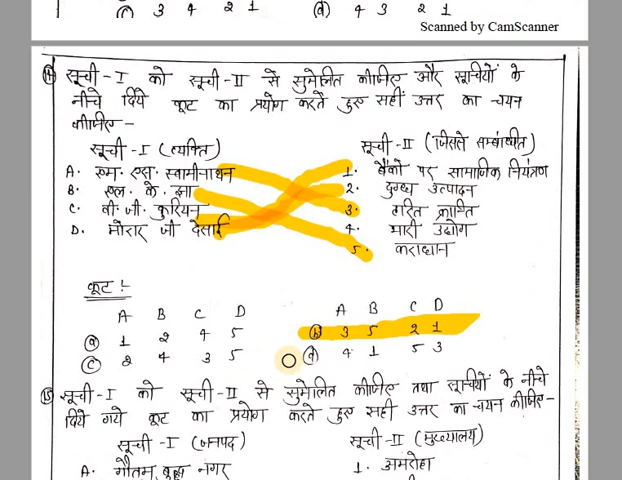 (c) 3 4 2 1 (d) 4 3 2 1
Scanned by CamScanner
(14) सूची-I को सूची-II से सुमेलित कीजिए और सूचियों के
नीचे दिये कूट का प्रयोग करते हुए सही उत्तर का चयन
कीजिए-
सूची-I (व्यक्ति) सूची-II (जिससे सम्बन्धित)
A. एम. एस. स्वामीनाथन 1. बैंको पर सामाजिक नियंत्रण
B. एल. के. झा 2. दुग्ध उत्पादन
C. वी. जी. कुरियन 3. हरित क्रान्ति
D. मोरार जी देसाई 4. भारी उद्योग
5. कराधान
कूट :
A B C D A B C D
(a) 1 2 4 5 (b) 3 5 2 1
(c) 2 4 3 5 (d) 4 1 5 3
(15) सूची-I को सूची-II से सुमेलित कीजिए तथा सूचियों के नीचे
दिये गये कूट का प्रयोग करते हुए सही उत्तर का चयन कीजिए-
सूची-I (जनपद) सूची-II (मुख्यालय)
A. गौतम बुद्ध नगर 1. अमरोहा